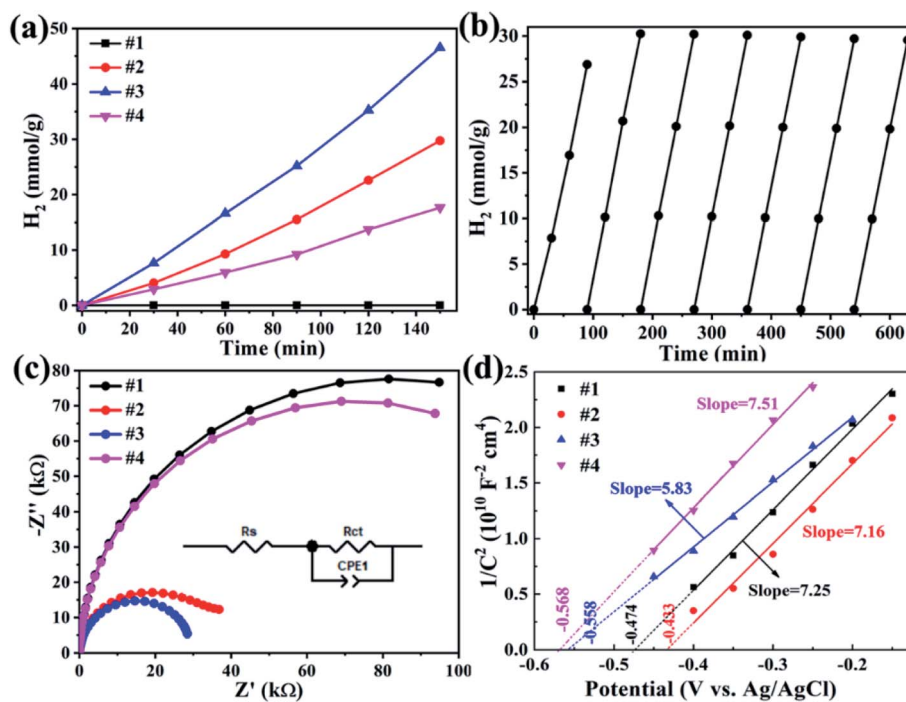 (a)
#1
#2
#3
#4
H2 (mmol/g)
50
40
30
20
10
0
0 20 40 60 80 100 120 140
Time (min)
(b)
H2 (mmol/g)
30
25
20
15
10
5
0
0 100 200 300 400 500 600
Time (min)
(c)
#1
#2
#3
#4
-Z'' (kΩ)
80
70
60
50
40
30
20
10
0
Rs
Rct
CPE1
0 20 40 60 80 100
Z' (kΩ)
(d)
#1
#2
#3
#4
1/C² (10¹⁰ F⁻² cm⁴)
2.5
2.0
1.5
1.0
0.5
0.0
Slope=7.51
Slope=5.83
Slope=7.16
Slope=7.25
-0.568
-0.558
-0.474
-0.433
-0.6 -0.5 -0.4 -0.3 -0.2
Potential (V vs. Ag/AgCl)